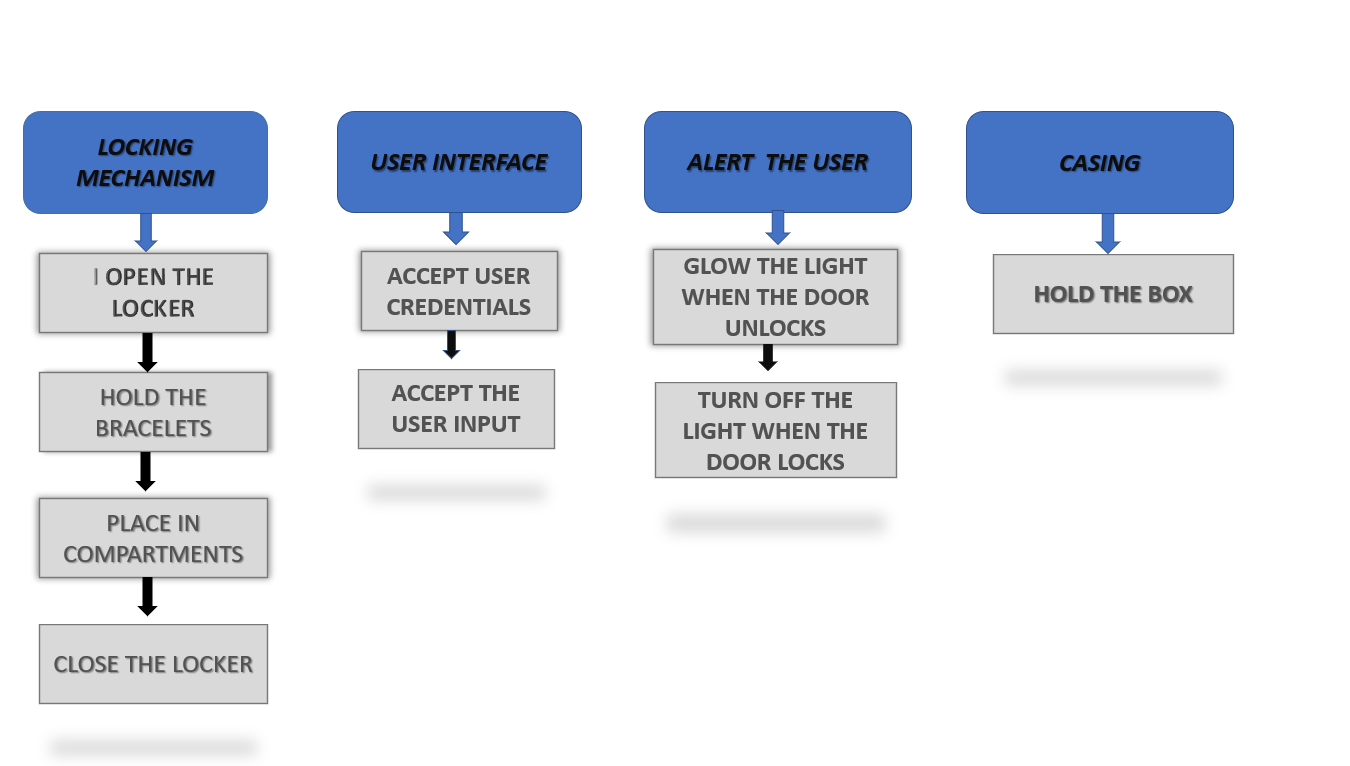 LOCKING
MECHANISM
I OPEN THE
LOCKER
HOLD THE
BRACELETS
PLACE IN
COMPARTMENTS
CLOSE THE LOCKER
USER INTERFACE
ACCEPT USER
CREDENTIALS
ACCEPT THE
USER INPUT
ALERT THE USER
GLOW THE LIGHT
WHEN THE DOOR
UNLOCKS
TURN OFF THE
LIGHT WHEN THE
DOOR LOCKS
CASING
HOLD THE BOX